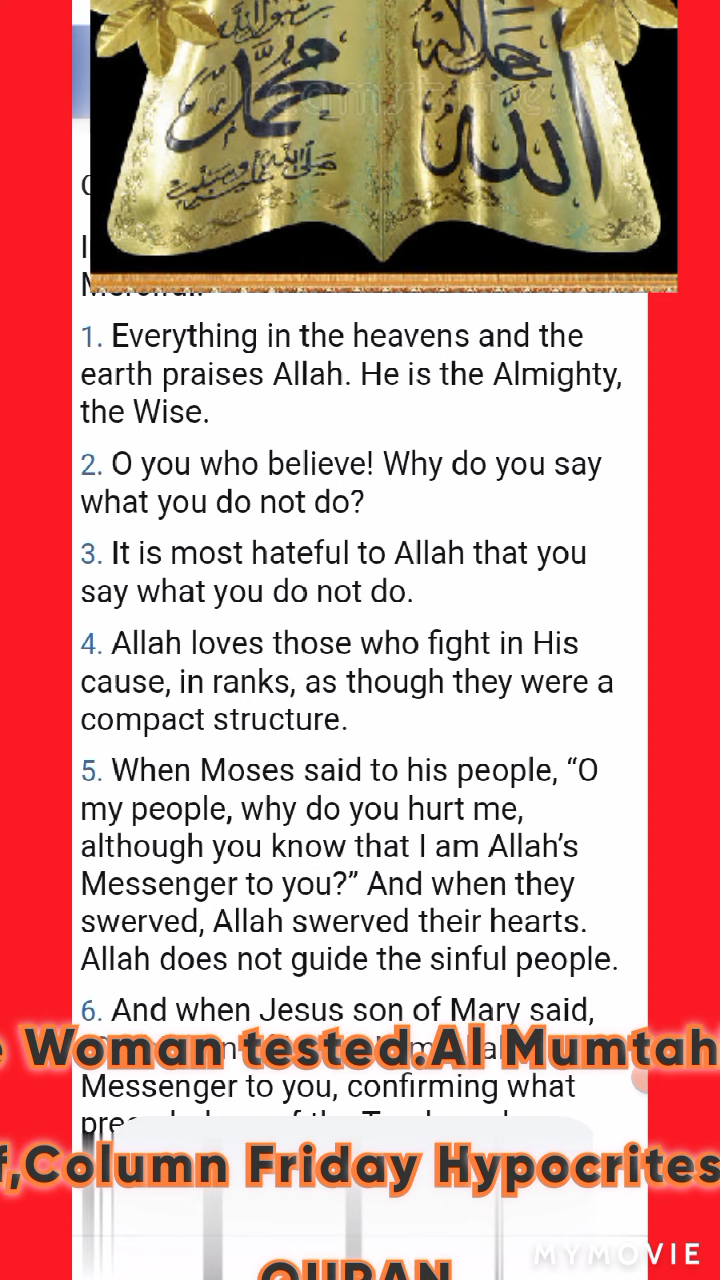 محمد
جل جلاله
الله
dreamstime
1. Everything in the heavens and the
earth praises Allah. He is the Almighty,
the Wise.
2. O you who believe! Why do you say
what you do not do?
3. It is most hateful to Allah that you
say what you do not do.
4. Allah loves those who fight in His
cause, in ranks, as though they were a
compact structure.
5. When Moses said to his people, “O
my people, why do you hurt me,
although you know that I am Allah’s
Messenger to you?” And when they
swerved, Allah swerved their hearts.
Allah does not guide the sinful people.
6. And when Jesus son of Mary said,
e Woman tested.Al Mumtah
Messenger to you, confirming what
f,Column Friday Hypocrites
QURAN
MYMOVIE